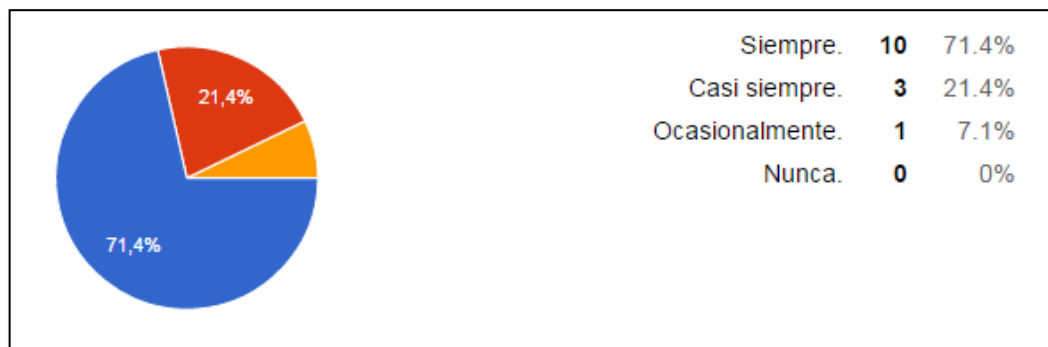 21,4%
71,4%
Siempre. 10 71.4%
Casi siempre. 3 21.4%
Ocasionalmente. 1 7.1%
Nunca. 0 0%